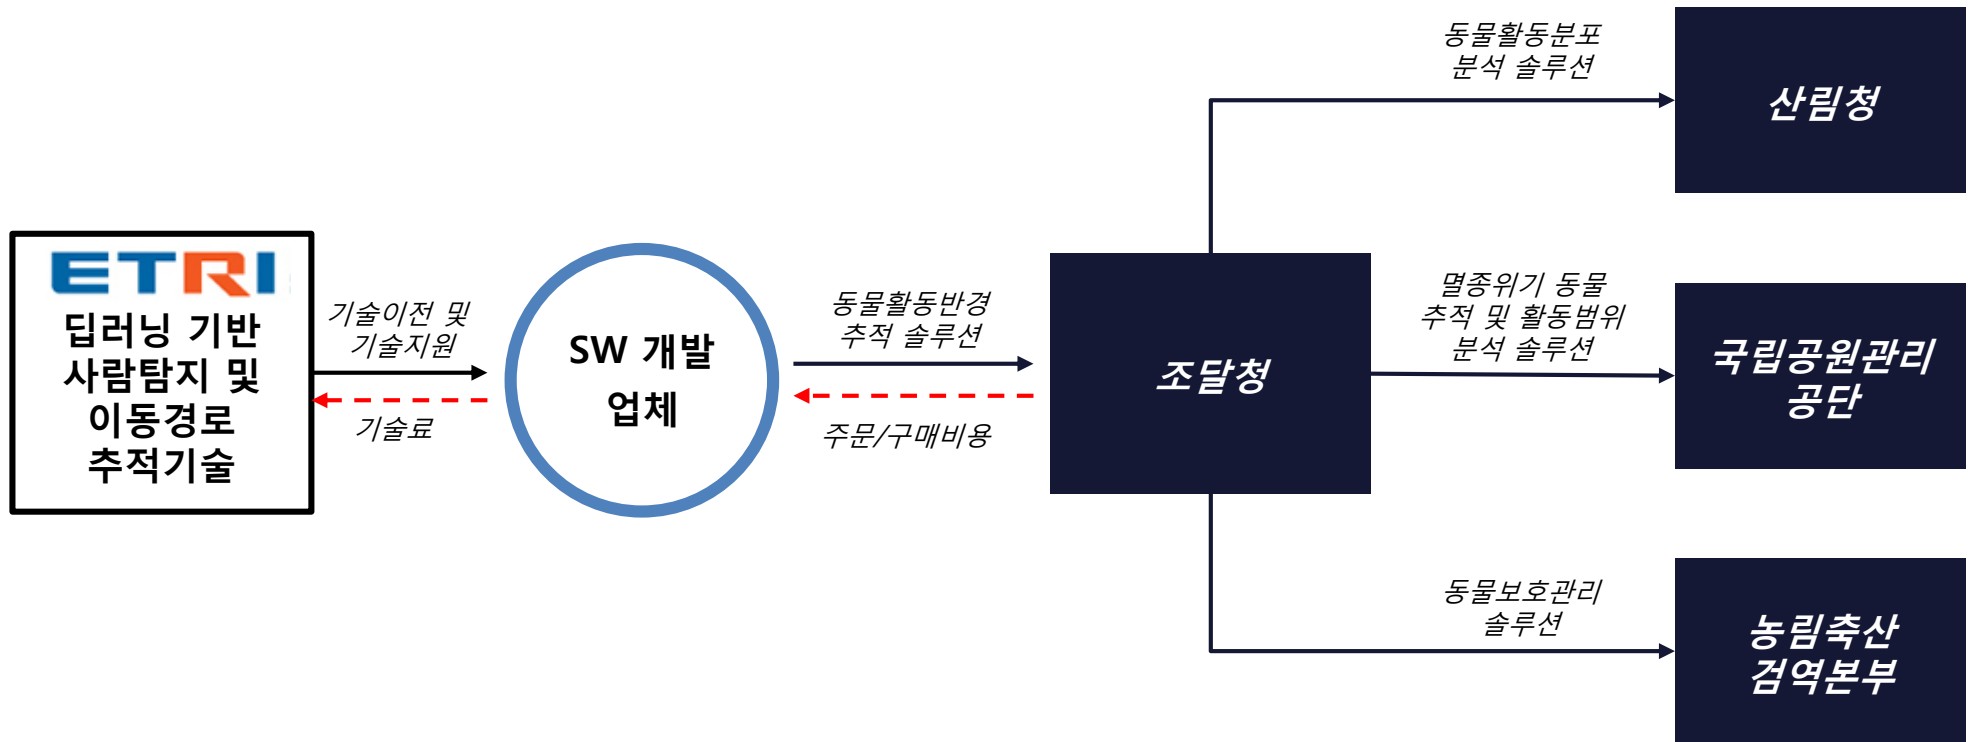 ETRI
딥러닝 기반
사람탐지 및
이동경로
추적기술
기술이전 및
기술지원
기술료
SW 개발
업체
동물활동반경
추적 솔루션
주문/구매비용
조달청
동물활동분포
분석 솔루션
산림청
멸종위기 동물
추적 및 활동범위
분석 솔루션
국립공원관리
공단
동물보호관리
솔루션
농림축산
검역본부